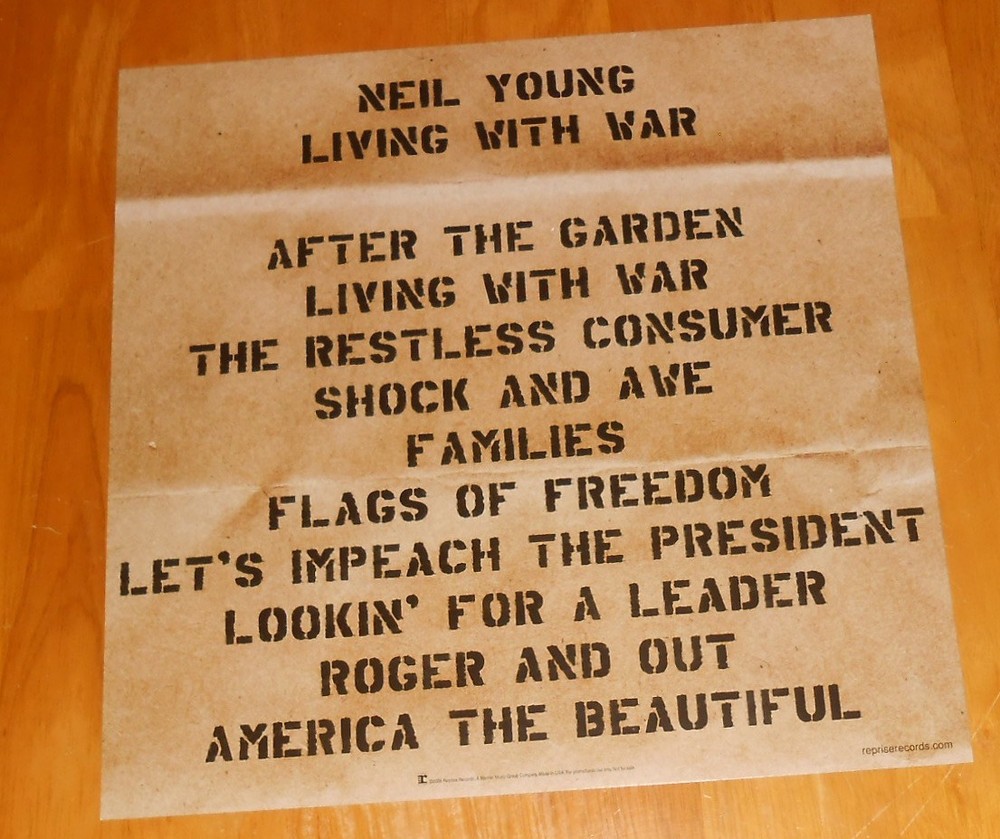 NEIL YOUNG
LIVING WITH WAR
AFTER THE GARDEN
LIVING WITH WAR
THE RESTLESS CONSUMER
SHOCK AND AWE
FAMILIES
FLAGS OF FREEDOM
LET'S IMPEACH THE PRESIDENT
LOOKIN' FOR A LEADER
ROGER AND OUT
AMERICA THE BEAUTIFUL
repriserecords.com